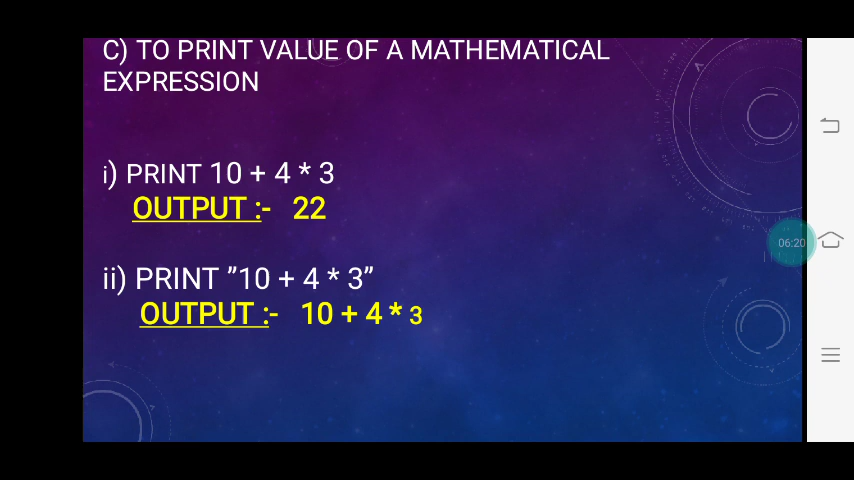 C) TO PRINT VALUE OF A MATHEMATICAL
EXPRESSION
i) PRINT 10 + 4 * 3
OUTPUT :- 22
ii) PRINT ”10 + 4 * 3”
OUTPUT :- 10 + 4 * 3
06:20